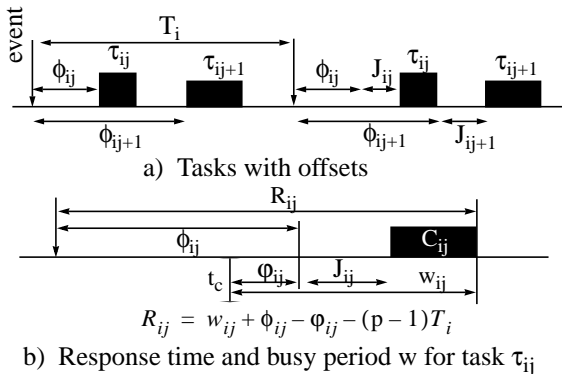 event
T_i
ϕ_ij τ_ij τ_ij+1 ϕ_ij J_ij τ_ij τ_ij+1
ϕ_ij+1 ϕ_ij+1 J_ij+1
a) Tasks with offsets
R_ij
ϕ_ij C_ij
t_c φ_ij J_ij w_ij
R_ij = w_ij + ϕ_ij – φ_ij – (p – 1)T_i
b) Response time and busy period w for task τ_ij